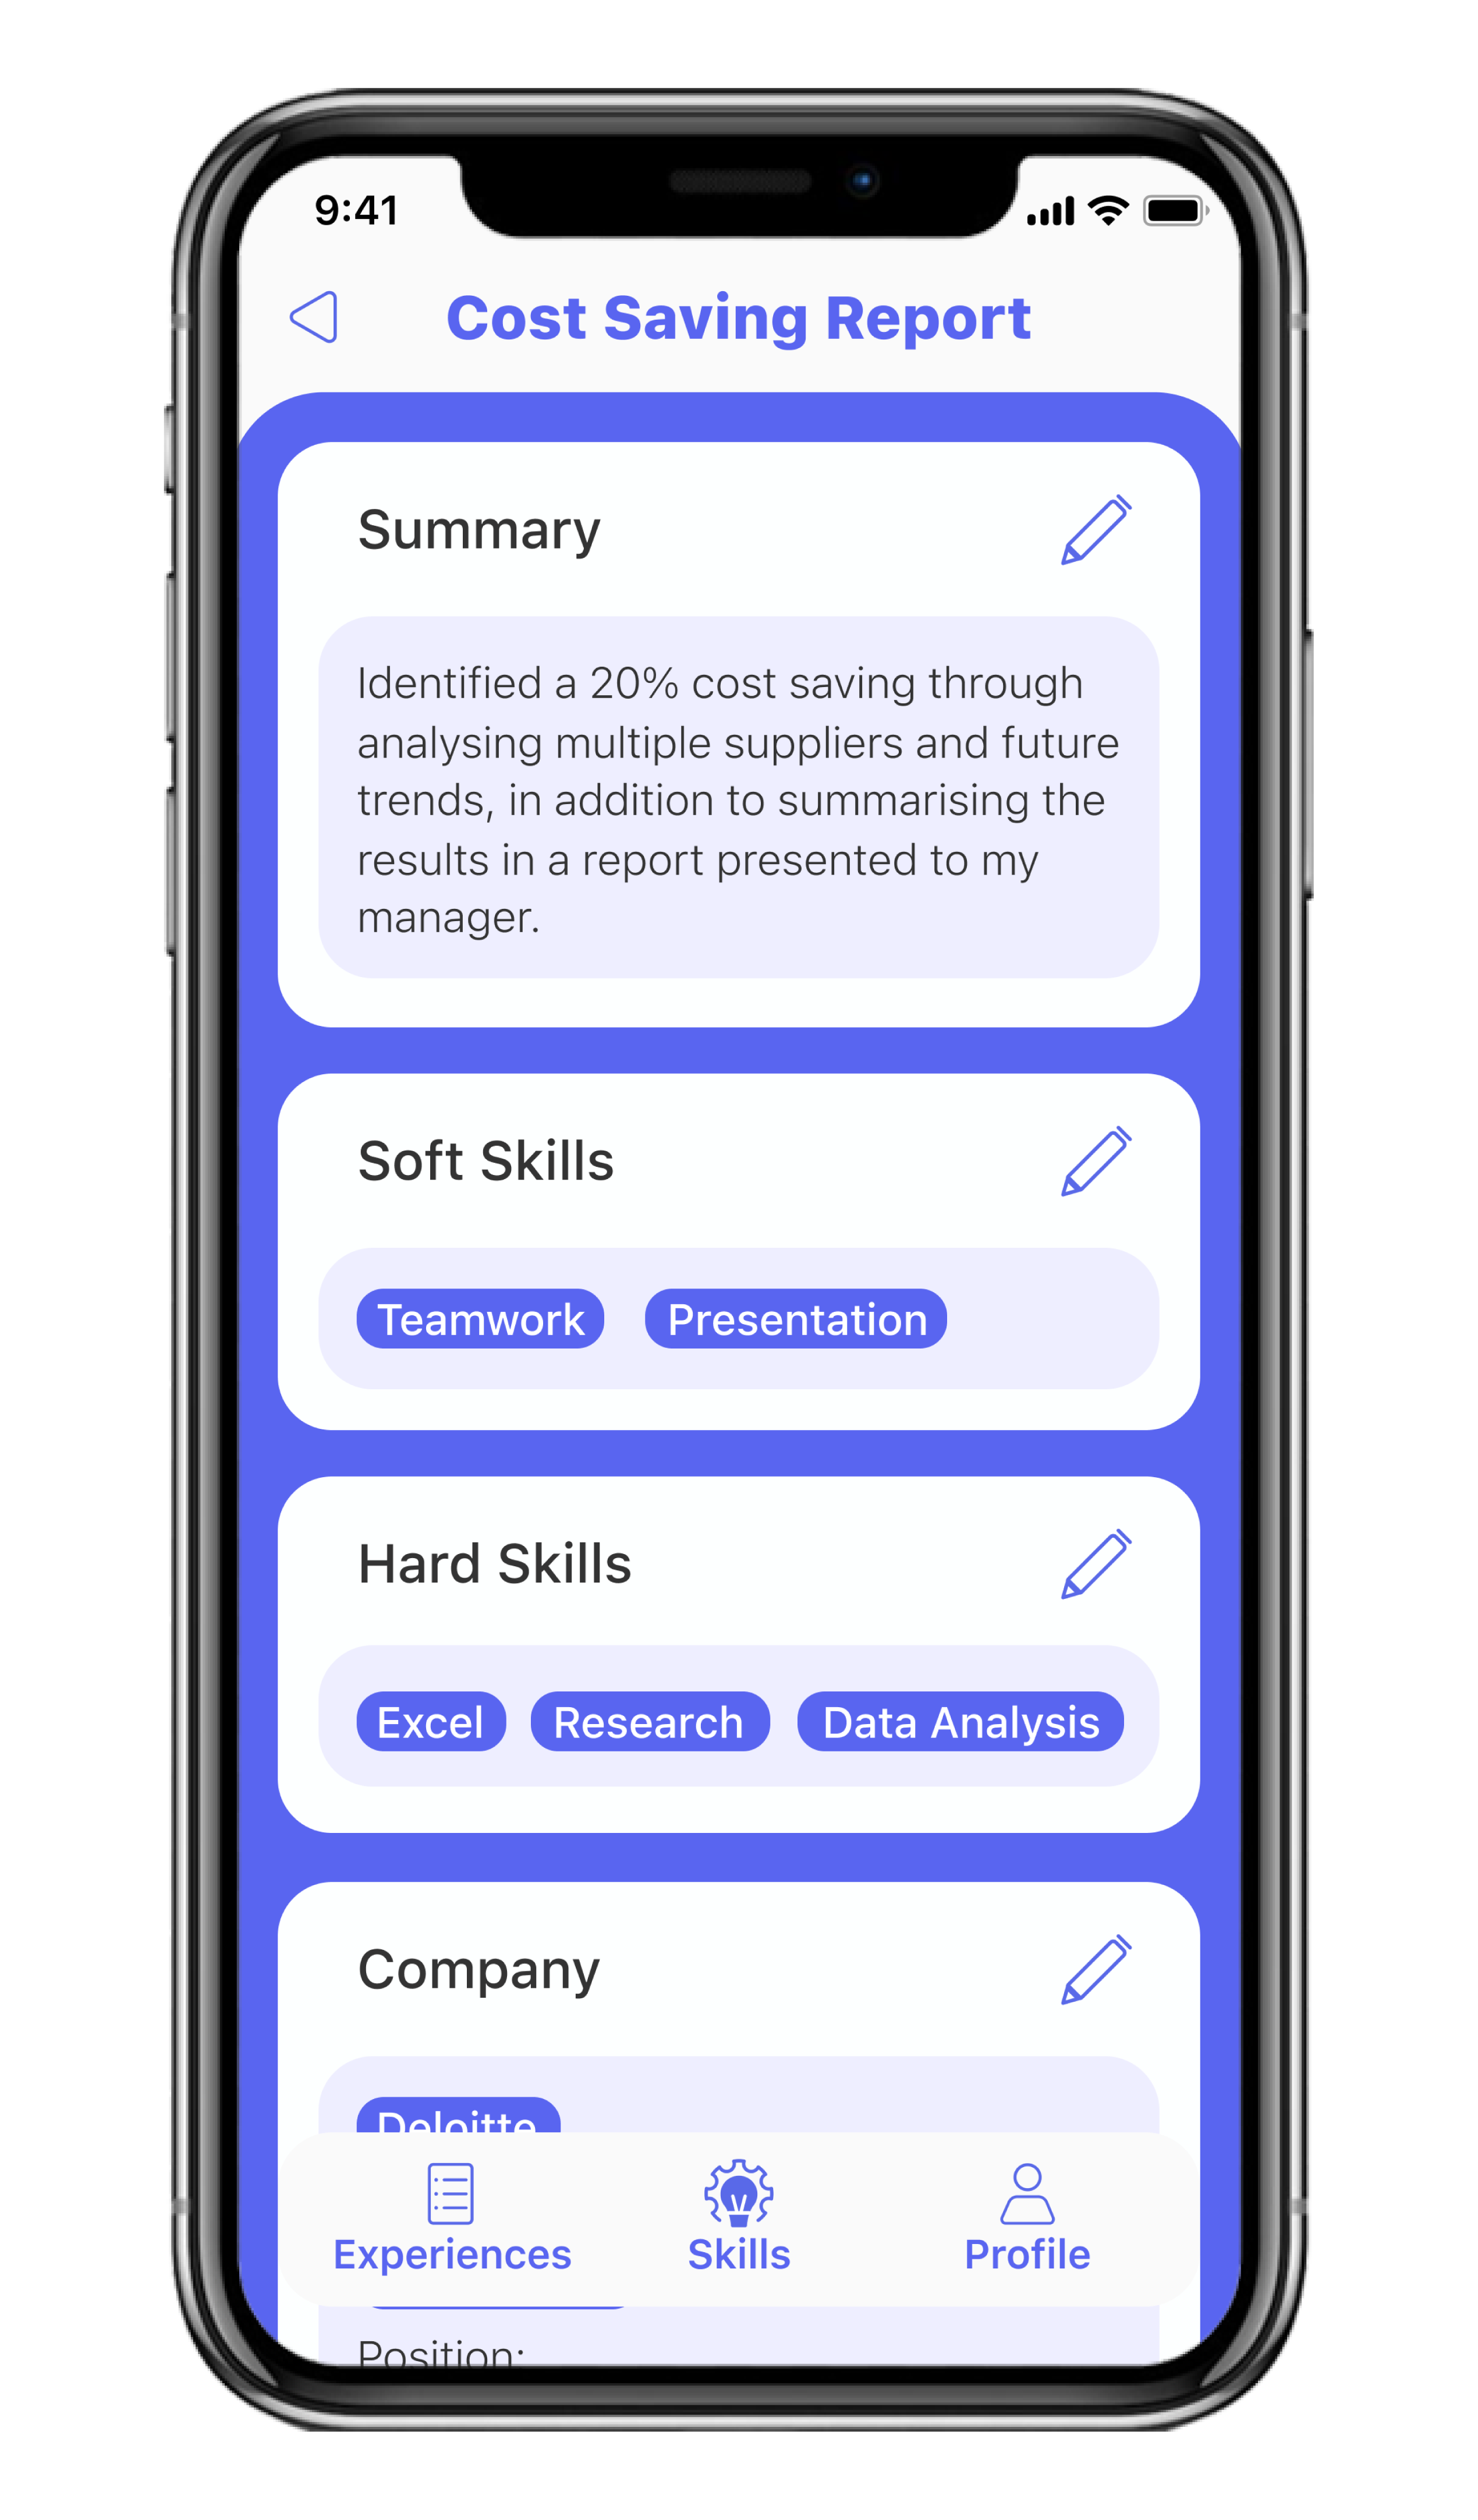 9:41
Cost Saving Report
Summary
Identified a 20% cost saving through
analysing multiple suppliers and future
trends, in addition to summarising the
results in a report presented to my
manager.
Soft Skills
Teamwork Presentation
Hard Skills
Excel Research Data Analysis
Company
Deloitte
Experiences Skills Profile
Position: